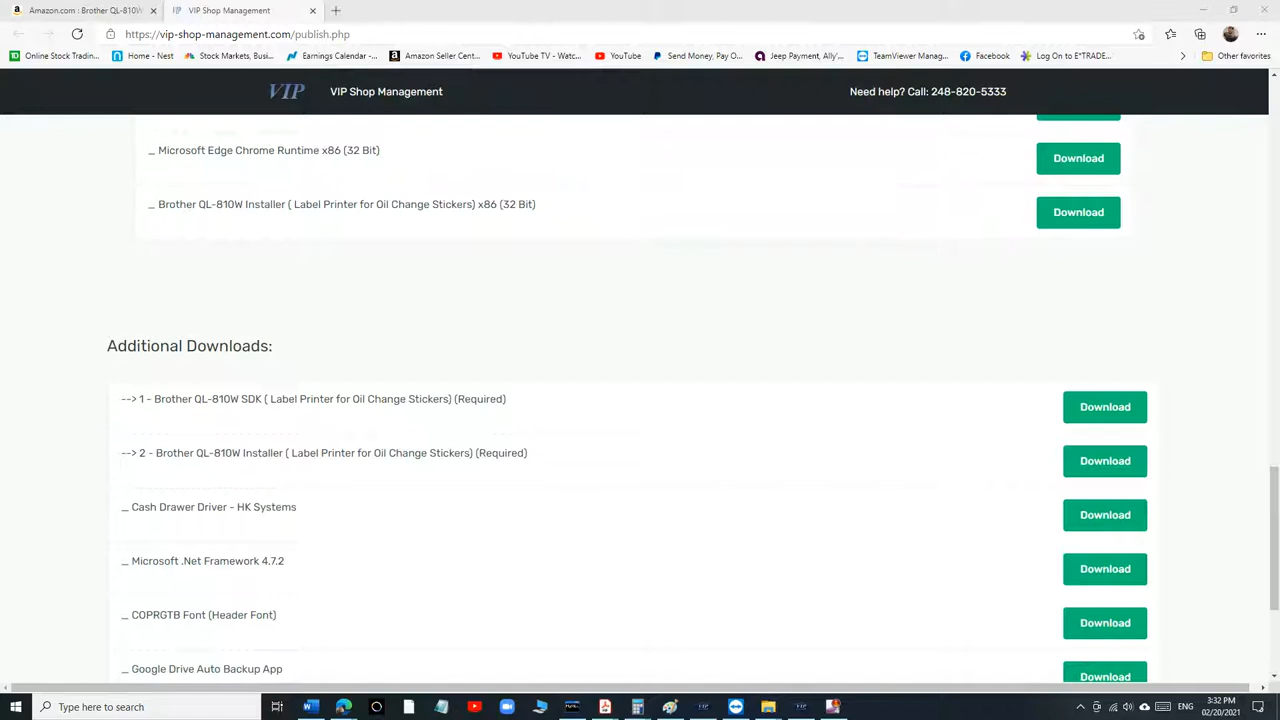 Amazon.com : Brother QL-810W
VIP Shop Management
https://vip-shop-management.com/publish.php
Online Stock Tradin...
Home - Nest
Stock Markets, Busi...
Earnings Calendar -...
Amazon Seller Cent...
YouTube TV - Watc...
YouTube
Send Money, Pay O...
Jeep Payment, Ally'...
TeamViewer Manag...
Facebook
Log On to E*TRADE...
Other favorites
VIP
VIP Shop Management
Need help? Call: 248-820-5333
_ Microsoft Edge Chrome Runtime x86 (32 Bit)
Download
_ Brother QL-810W Installer ( Label Printer for Oil Change Stickers) x86 (32 Bit)
Download
Additional Downloads:
--> 1 - Brother QL-810W SDK ( Label Printer for Oil Change Stickers) (Required)
Download
--> 2 - Brother QL-810W Installer ( Label Printer for Oil Change Stickers) (Required)
Download
_ Cash Drawer Driver - HK Systems
Download
_ Microsoft .Net Framework 4.7.2
Download
_ COPRGTB Font (Header Font)
Download
_ Google Drive Auto Backup App
Download
Type here to search
ENG
3:32 PM
02/20/2021